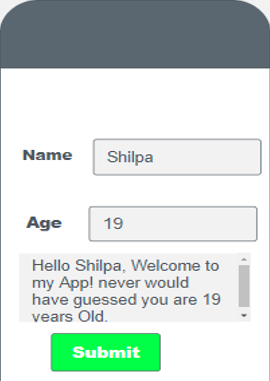 Name
Shilpa
Age
19
Hello Shilpa, Welcome to
my App! never would
have guessed you are 19
years Old.
Submit